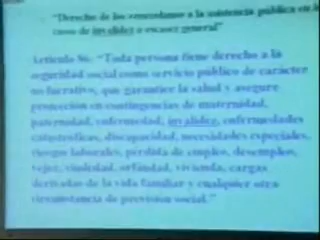 "Derecho de los venezolanos a la asistencia pública en
casos de invalidez o escasez general"
Artículo 86. "Toda persona tiene derecho a la
seguridad social como servicio público de carácter
no lucrativo, que garantice la salud y asegure
protección en contingencias de maternidad,
paternidad, enfermedad, invalidez, enfermedades
catastróficas, discapacidad, necesidades especiales,
riesgos laborales, pérdida de empleo, desempleo,
vejez, viudedad, orfandad, vivienda, cargas
derivadas de la vida familiar y cualquier otra
circunstancia de previsión social."